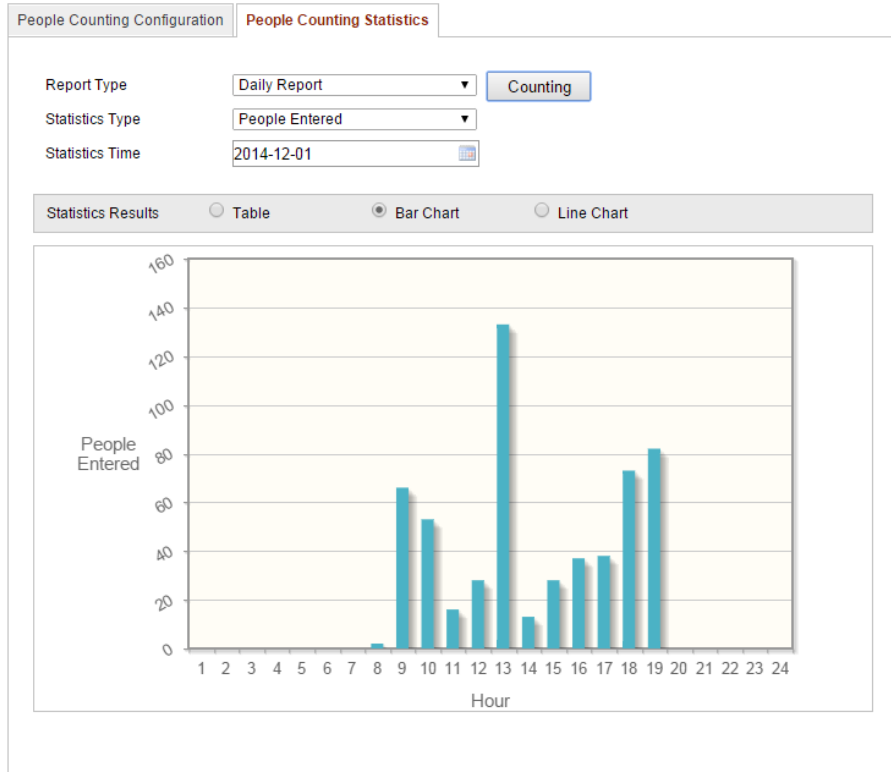 People Counting Configuration
People Counting Statistics
Report Type
Daily Report
Counting
Statistics Type
People Entered
Statistics Time
2014-12-01
Statistics Results
Table
Bar Chart
Line Chart
160
140
120
100
80
60
40
20
0
People
Entered
1 2 3 4 5 6 7 8 9 10 11 12 13 14 15 16 17 18 19 20 21 22 23 24
Hour